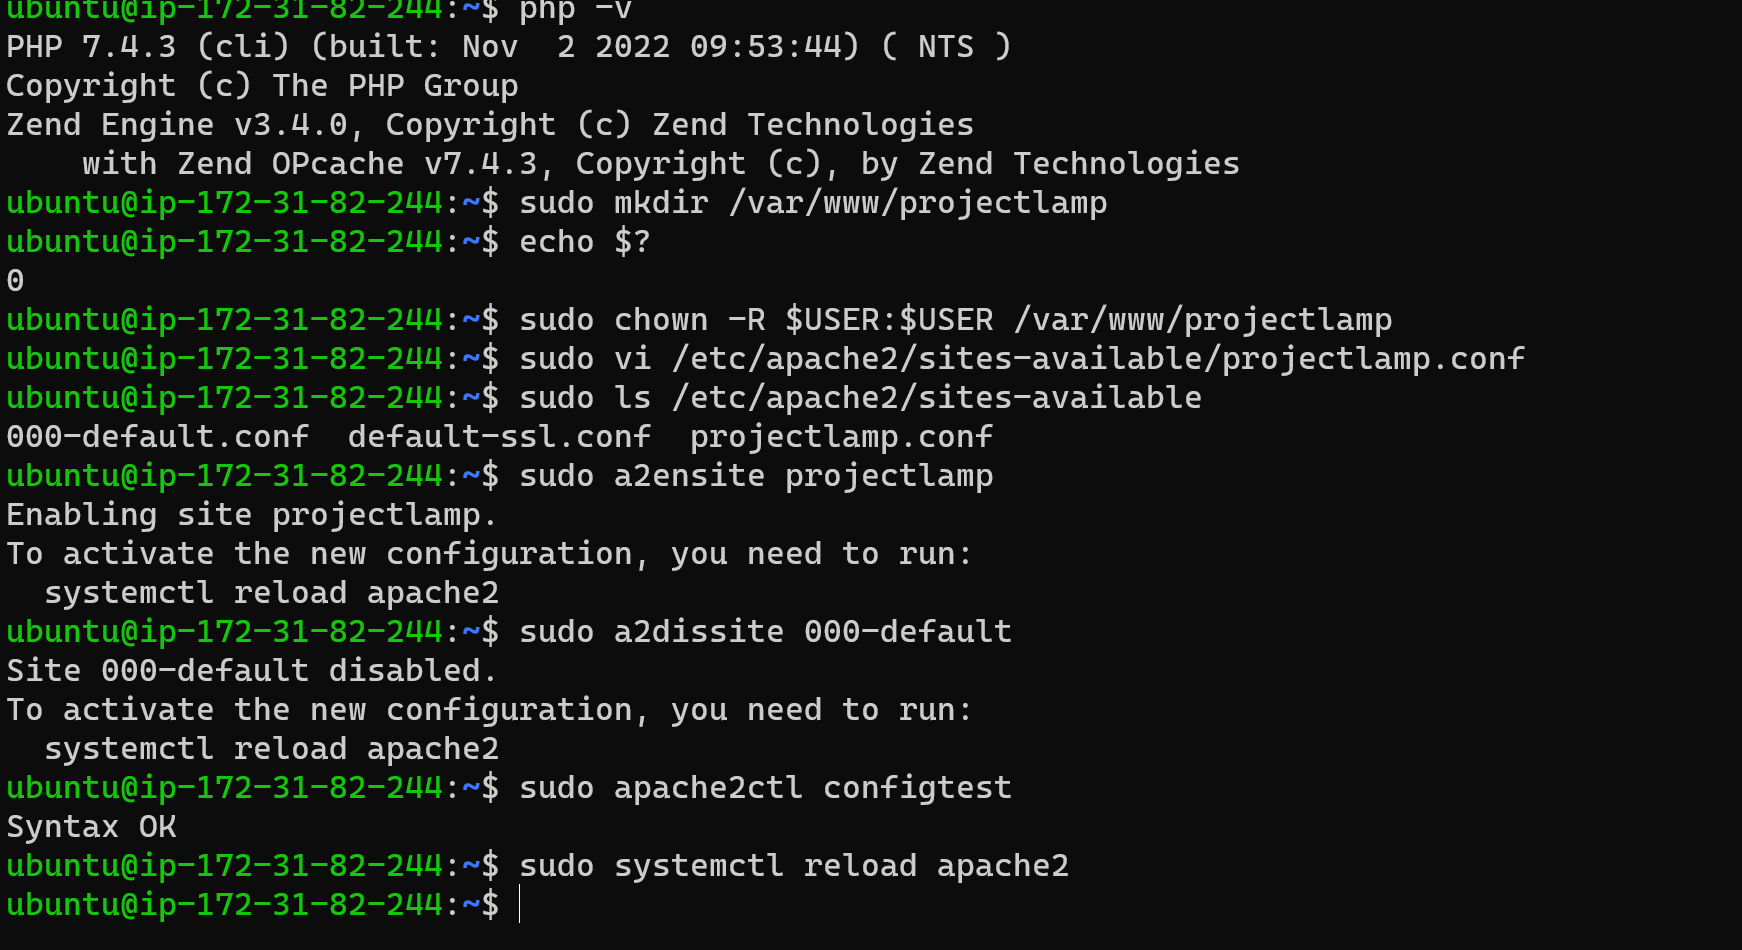 ubuntu@ip-172-31-82-244:~$ php -v
PHP 7.4.3 (cli) (built: Nov  2 2022 09:53:44) ( NTS )
Copyright (c) The PHP Group
Zend Engine v3.4.0, Copyright (c) Zend Technologies
    with Zend OPcache v7.4.3, Copyright (c), by Zend Technologies
ubuntu@ip-172-31-82-244:~$ sudo mkdir /var/www/projectlamp
ubuntu@ip-172-31-82-244:~$ echo $?
0
ubuntu@ip-172-31-82-244:~$ sudo chown -R $USER:$USER /var/www/projectlamp
ubuntu@ip-172-31-82-244:~$ sudo vi /etc/apache2/sites-available/projectlamp.conf
ubuntu@ip-172-31-82-244:~$ sudo ls /etc/apache2/sites-available
000-default.conf  default-ssl.conf  projectlamp.conf
ubuntu@ip-172-31-82-244:~$ sudo a2ensite projectlamp
Enabling site projectlamp.
To activate the new configuration, you need to run:
  systemctl reload apache2
ubuntu@ip-172-31-82-244:~$ sudo a2dissite 000-default
Site 000-default disabled.
To activate the new configuration, you need to run:
  systemctl reload apache2
ubuntu@ip-172-31-82-244:~$ sudo apache2ctl configtest
Syntax OK
ubuntu@ip-172-31-82-244:~$ sudo systemctl reload apache2
ubuntu@ip-172-31-82-244:~$